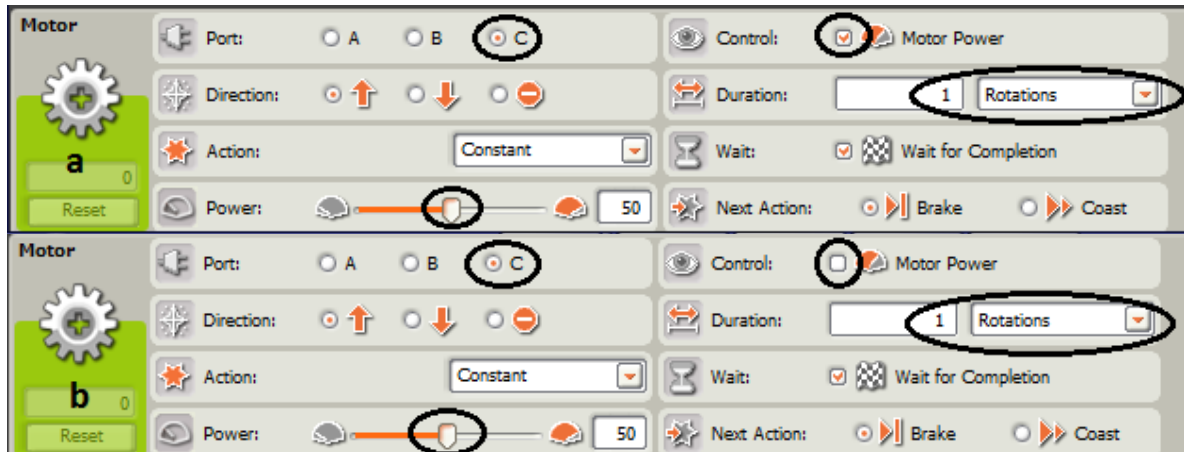 Motor
Port: A B C
Control: Motor Power
Direction:
Duration: 1 Rotations
a
Action: Constant
Wait: Wait for Completion
0
Reset
Power: 50
Next Action: Brake Coast
Motor
Port: A B C
Control: Motor Power
Direction:
Duration: 1 Rotations
b
Action: Constant
Wait: Wait for Completion
0
Reset
Power: 50
Next Action: Brake Coast